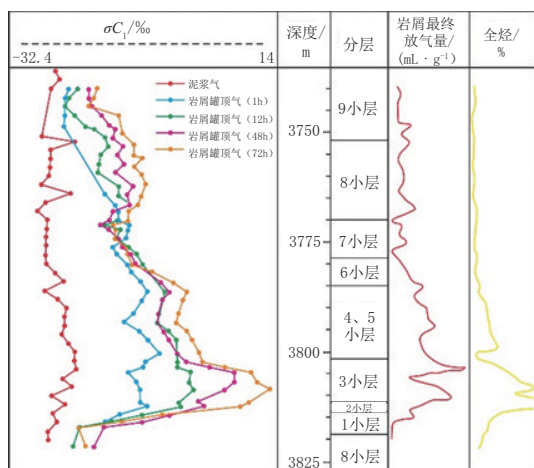 σC₁/‰
-32.4 14
深度/
m
分层
岩屑最终
放气量/
(mL·g⁻¹)
全烃/
%
泥浆气
岩屑罐顶气（1h）
岩屑罐顶气（12h）
岩屑罐顶气（48h）
岩屑罐顶气（72h）
3750
3775
3800
3825
9小层
8小层
7小层
6小层
4、5
小层
3小层
2小层
1小层
8小层